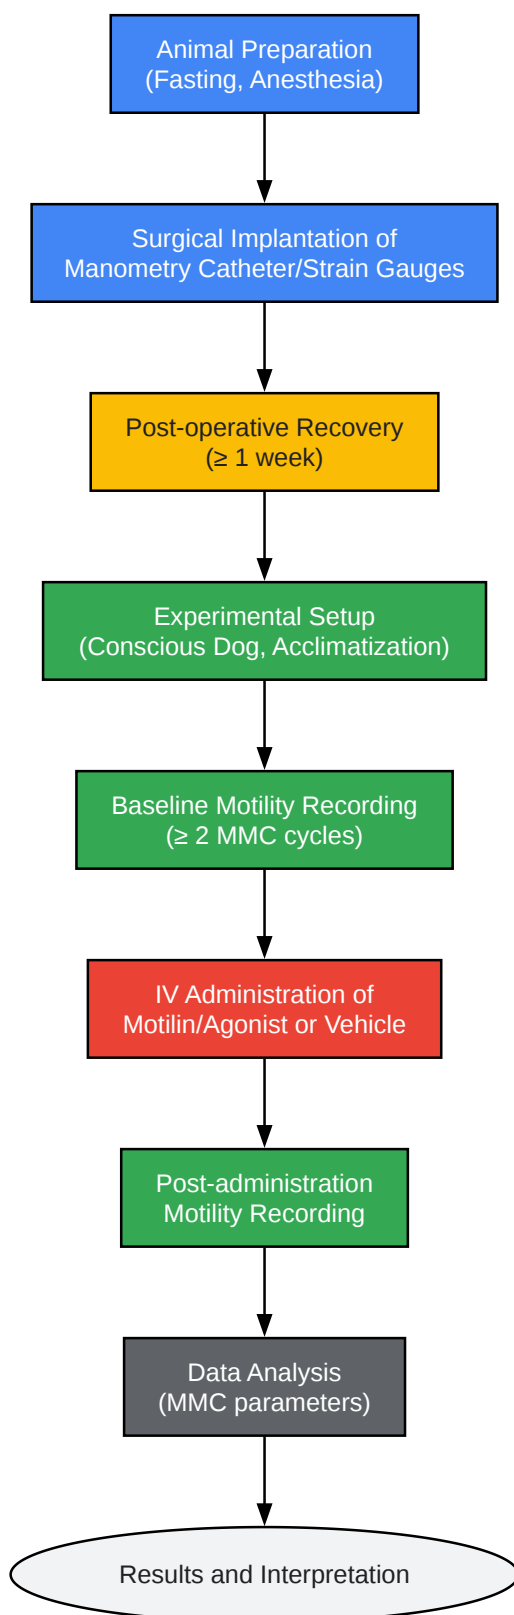 Animal Preparation
(Fasting, Anesthesia)
Surgical Implantation of
Manometry Catheter/Strain Gauges
Post-operative Recovery
(≥ 1 week)
Experimental Setup
(Conscious Dog, Acclimatization)
Baseline Motility Recording
(≥ 2 MMC cycles)
IV Administration of
Motilin/Agonist or Vehicle
Post-administration
Motility Recording
Data Analysis
(MMC parameters)
Results and Interpretation